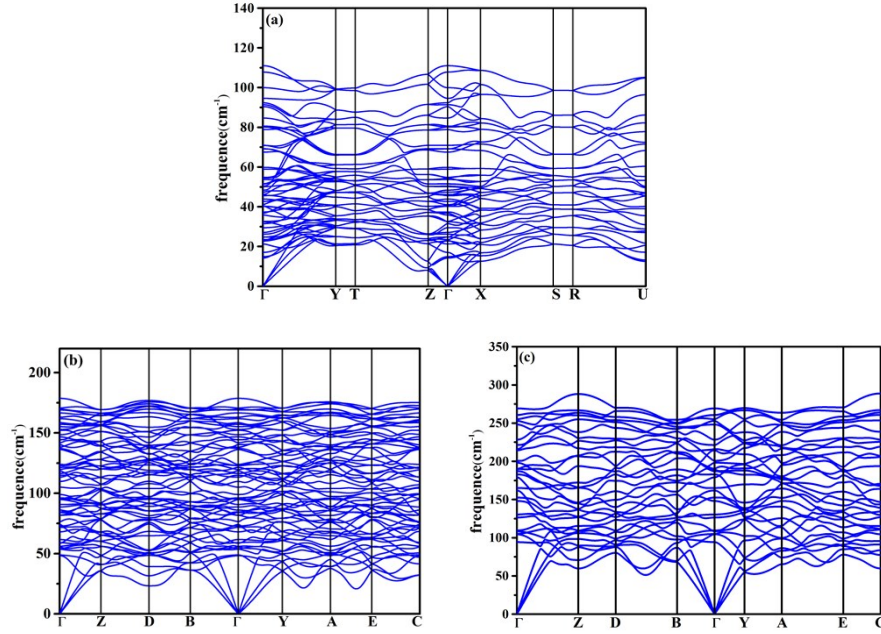 (a)
frequence(cm⁻¹)
140
120
100
80
60
40
20
0
Γ Y T Z Γ X S R U
(b)
frequence(cm⁻¹)
200
150
100
50
0
Γ Z D B Γ Y A E C
(c)
frequence(cm⁻¹)
350
300
250
200
150
100
50
0
Γ Z D B Γ Y A E C